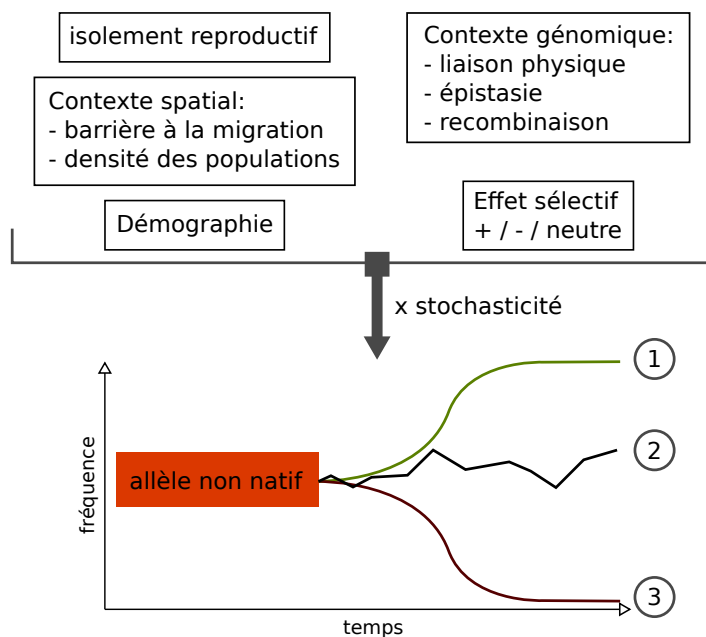 isolement reproductif
Contexte spatial:
- barrière à la migration
- densité des populations
Démographie
Contexte génomique:
- liaison physique
- épistasie
- recombinaison
Effet sélectif
+ / - / neutre
x stochasticité
fréquence
allèle non natif
1
2
3
temps